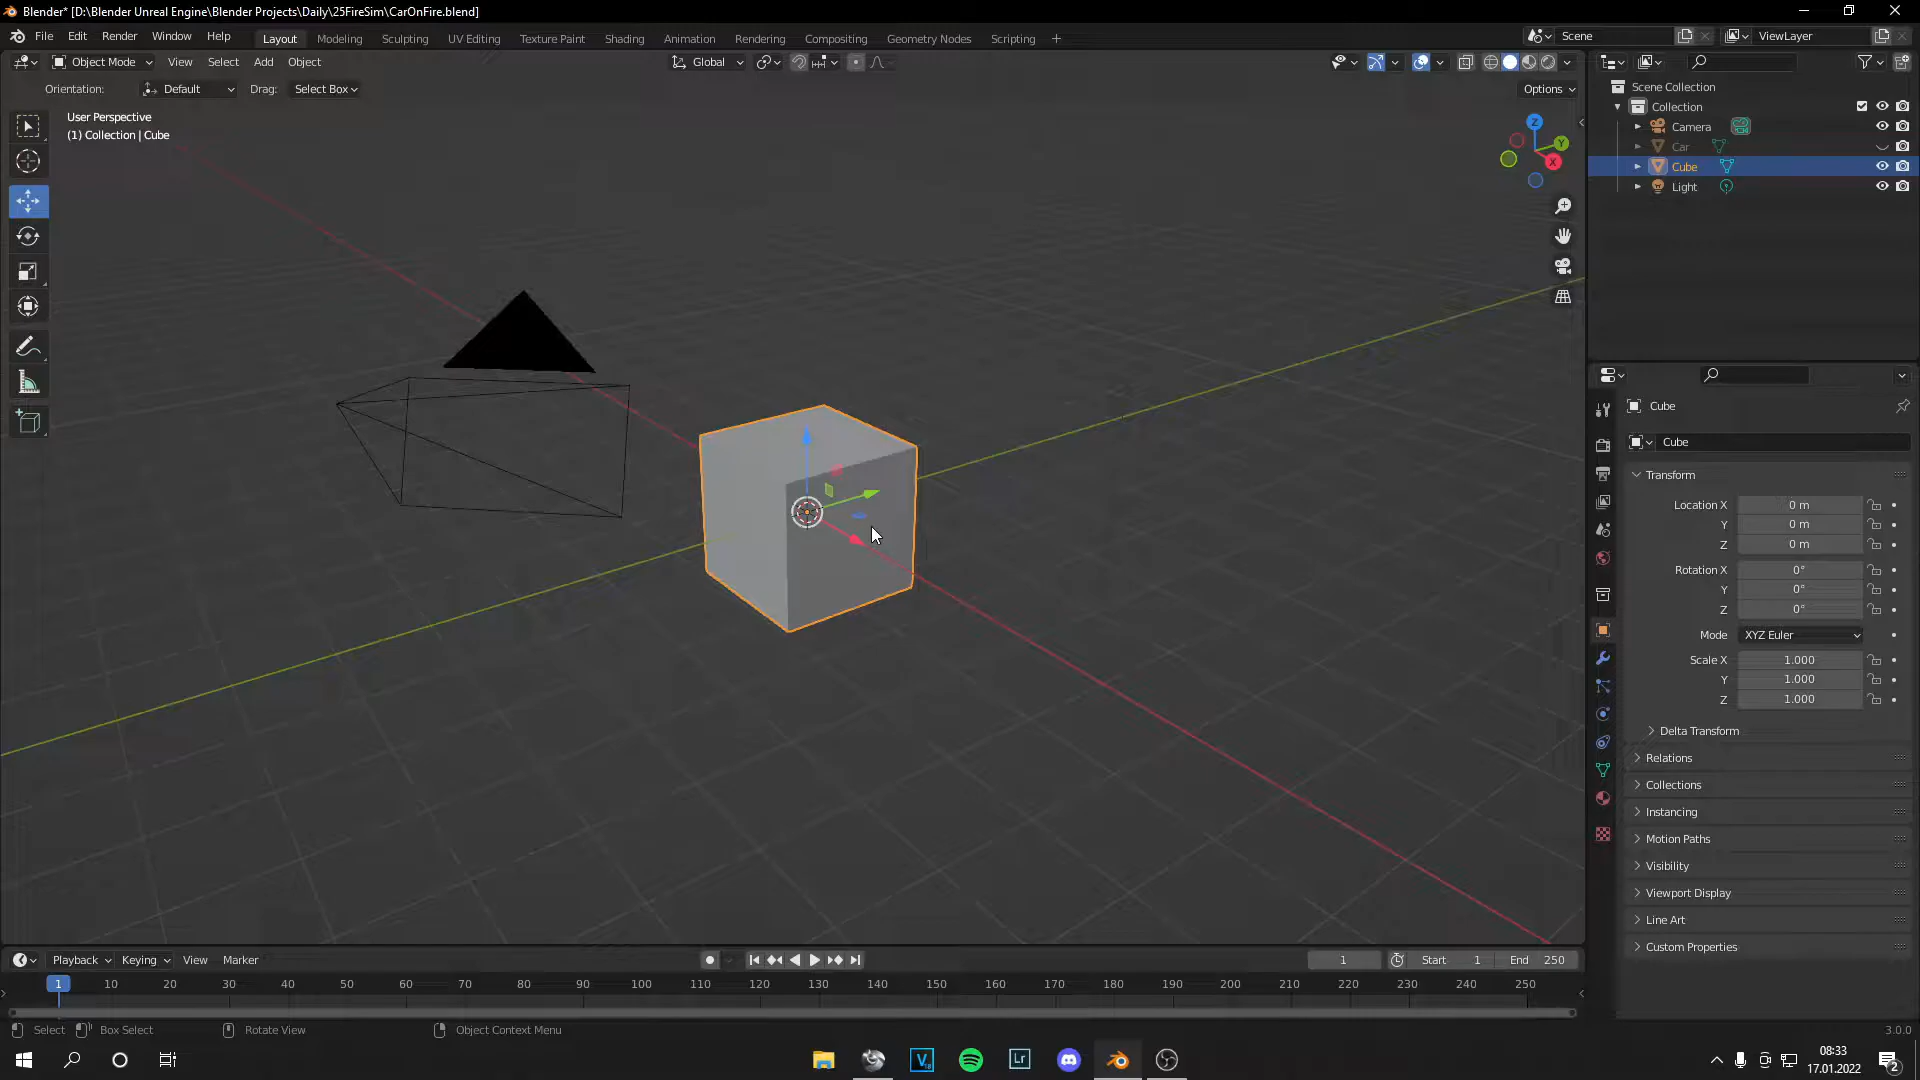 Blender* [D:\Blender Unreal Engine\Blender Projects\Daily\25FireSim\CarOnFire.blend]
File Edit Render Window Help Layout Modeling Sculpting UV Editing Texture Paint Shading Animation Rendering Compositing Geometry Nodes Scripting + Scene ViewLayer
Object Mode View Select Add Object Global
Orientation: Default Drag: Select Box Options
User Perspective
(1) Collection | Cube
Z
Y
X
Scene Collection
Collection
Camera
Car
Cube
Light
Cube
Cube
Transform
Location X 0 m
Y 0 m
Z 0 m
Rotation X 0°
Y 0°
Z 0°
Mode XYZ Euler
Scale X 1.000
Y 1.000
Z 1.000
Delta Transform
Relations
Collections
Instancing
Motion Paths
Visibility
Viewport Display
Line Art
Custom Properties
Playback Keying View Marker 1 Start 1 End 250
1 10 20 30 40 50 60 70 80 90 100 110 120 130 140 150 160 170 180 190 200 210 220 230 240 250
Select Box Select Rotate View Object Context Menu 3.0.0
Lr
08:33
17.01.2022
2